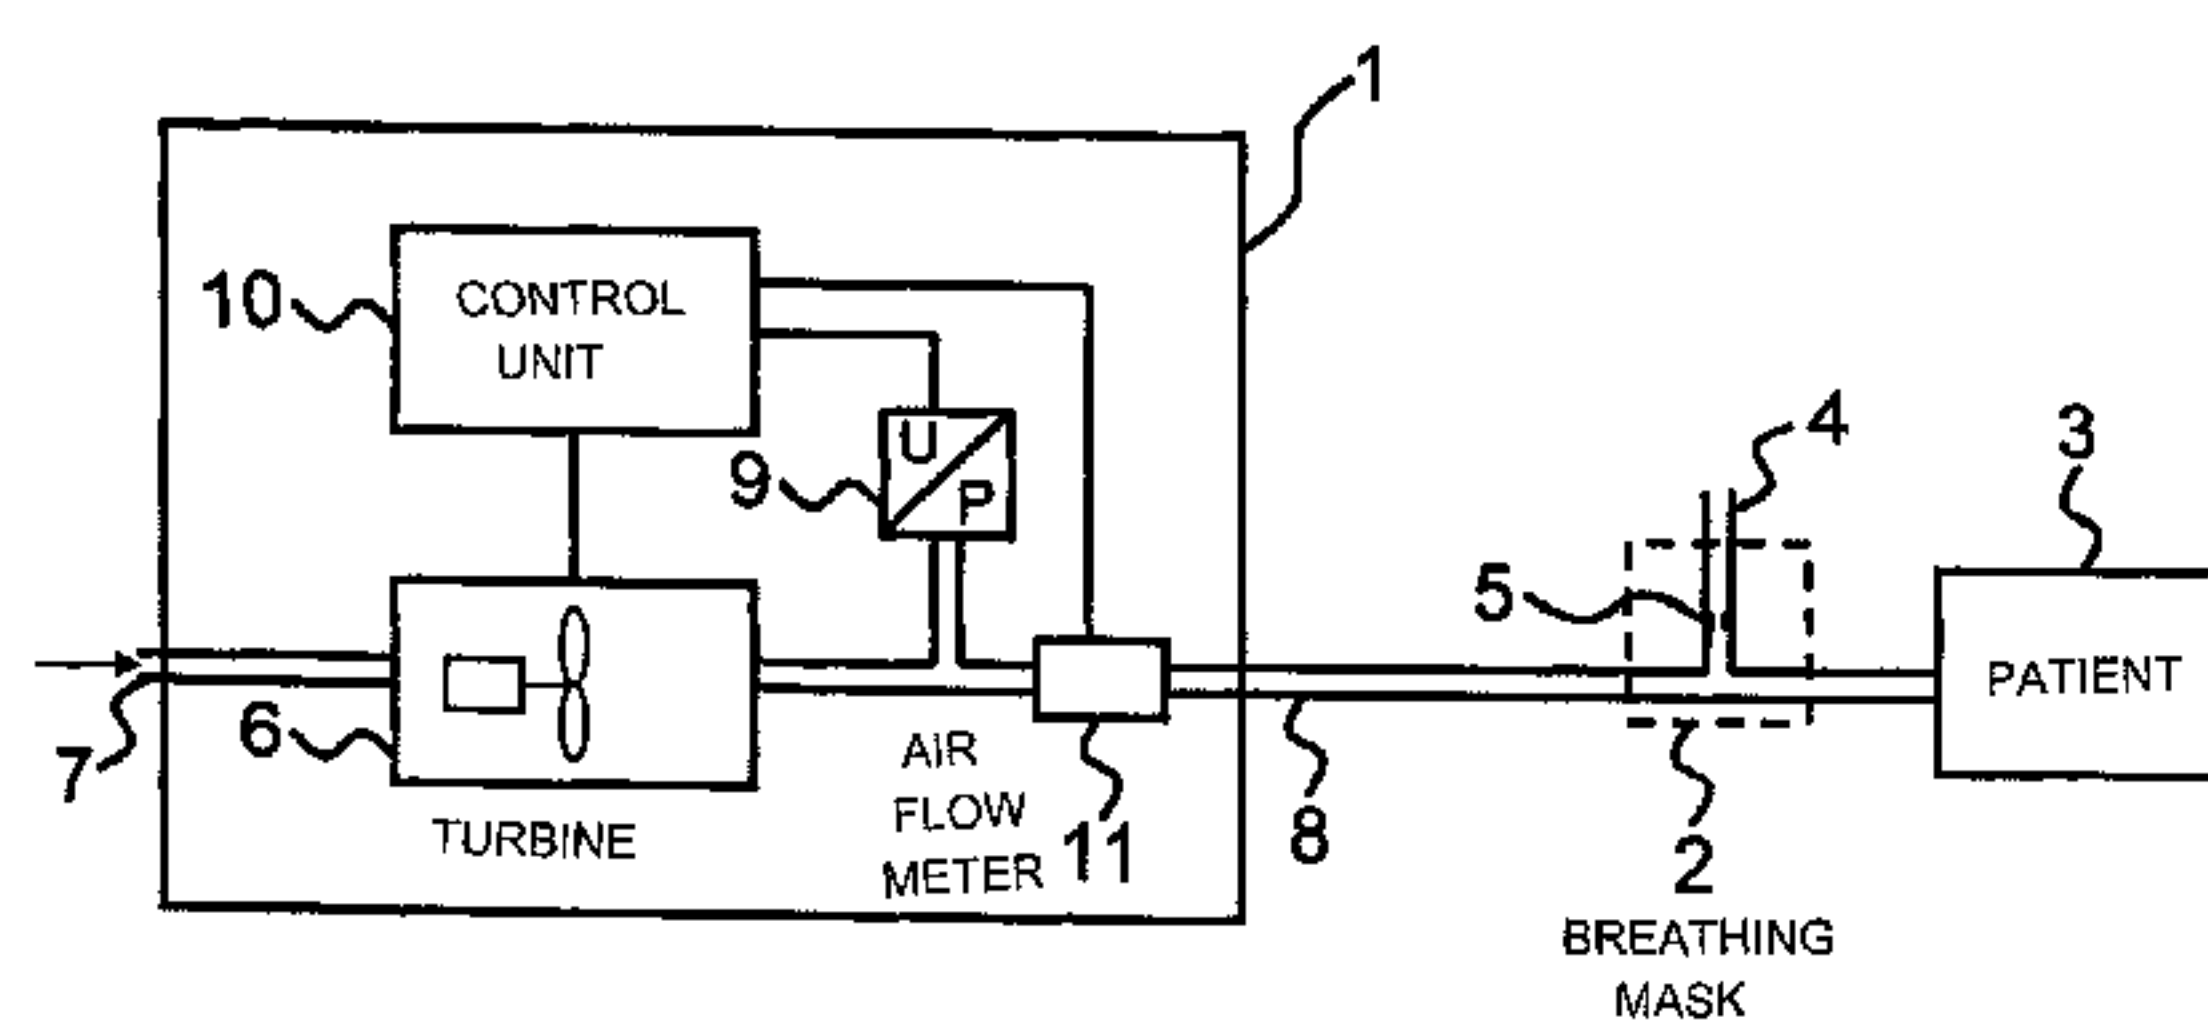 1
10
CONTROL
UNIT
U
P
9
4
3
5
PATIENT
7
6
TURBINE
AIR
FLOW
METER
11
8
2
BREATHING
MASK